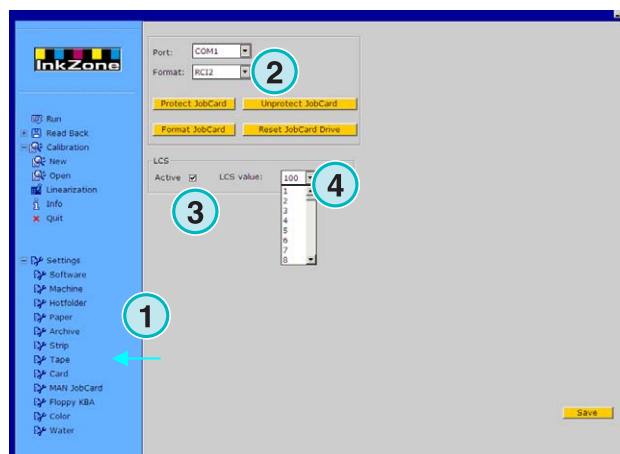 InkZone
Run
Read Back
Calibration
New
Open
Linearization
Info
Quit
Settings
Software
Machine
Hotfolder
Paper
Archive
Strip
Tape
Card
MAN JobCard
Floppy KBA
Color
Water
1
Port: COM1
Format: RCI2
2
Protect JobCard Unprotect JobCard
Format JobCard Reset JobCard Drive
LCS
Active LCS value: 100
3
4
1
2
3
4
5
6
7
8
Save